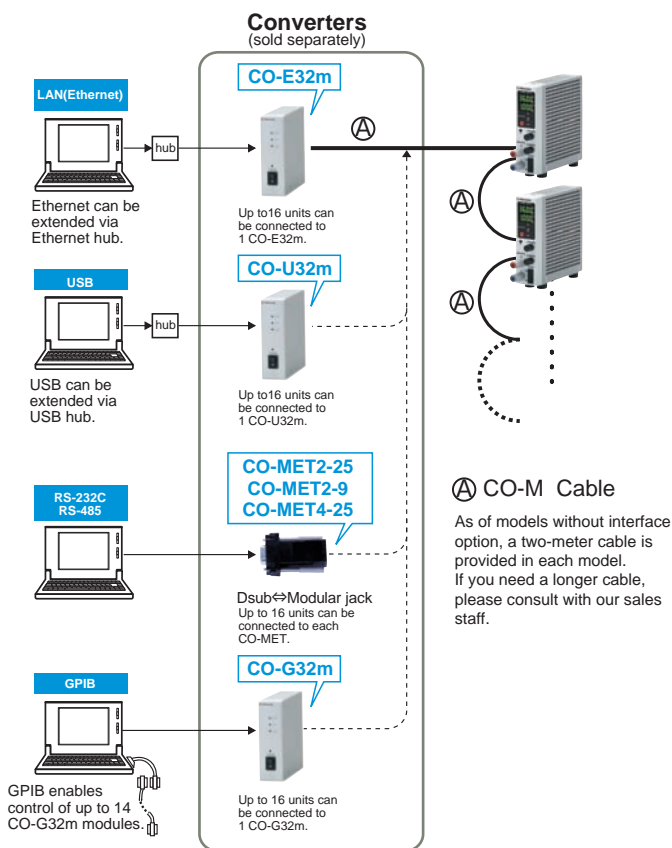 Converters
(sold separately)
CO-E32m
LAN(Ethernet)
hub
A
Ethernet can be
extended via
Ethernet hub.
Up to16 units can
be connected to
1 CO-E32m.
A
CO-U32m
USB
hub
A
USB can be
extended via
USB hub.
Up to16 units can
be connected to
1 CO-U32m.
CO-MET2-25
CO-MET2-9
CO-MET4-25
RS-232C
RS-485
Dsub⇔Modular jack
Up to 16 units can be
connected to each
CO-MET.
A CO-M Cable
As of models without interface
option, a two-meter cable is
provided in each model.
If you need a longer cable,
please consult with our sales
staff.
CO-G32m
GPIB
GPIB enables
control of up to 14
CO-G32m modules.
Up to 16 units can
be connected to
1 CO-G32m.